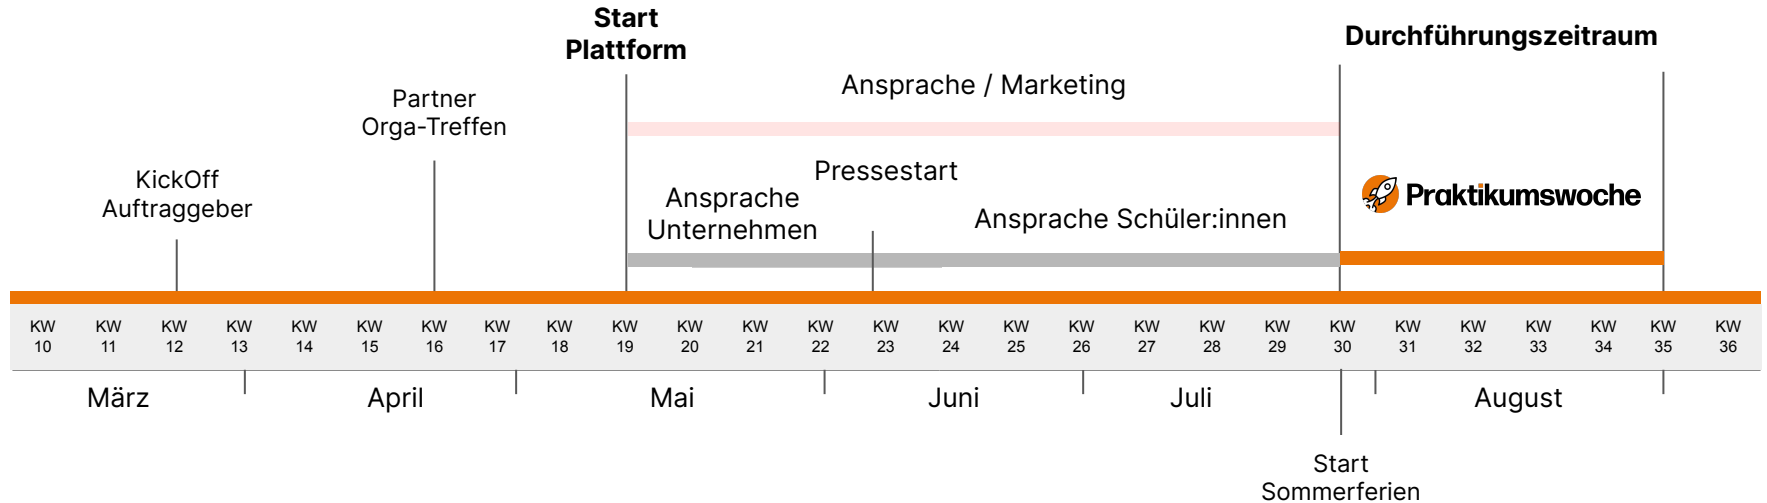 Start
Plattform
Durchführungszeitraum
Ansprache / Marketing
Partner
Orga-Treffen
Pressestart
KickOff
Auftraggeber
Ansprache
Unternehmen
Ansprache Schüler:innen
Praktikumswoche
KW KW KW KW KW KW KW KW KW KW KW KW KW KW KW KW KW KW KW KW KW KW KW KW KW KW KW
10 11 12 13 14 15 16 17 18 19 20 21 22 23 24 25 26 27 28 29 30 31 32 33 34 35 36
März April Mai Juni Juli August
Start
Sommerferien